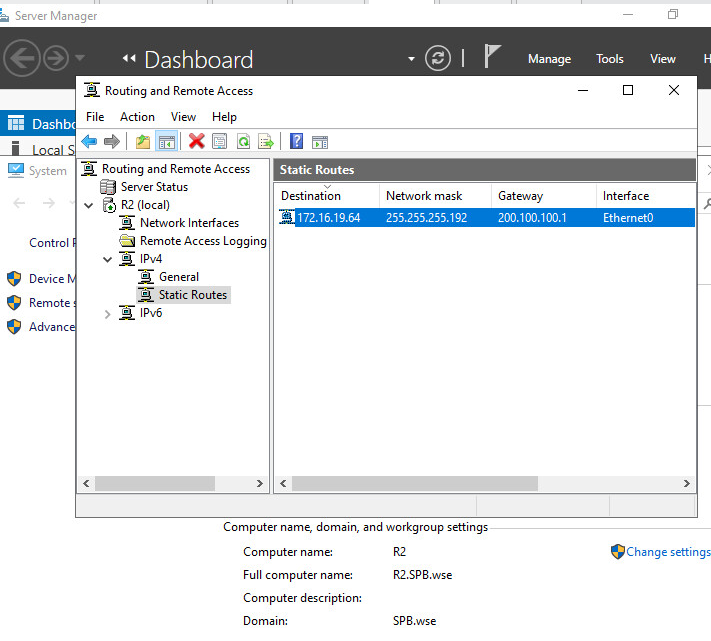 Server Manager
Dashboard
Manage Tools View
Routing and Remote Access
File Action View Help
Dashbo
Local S
System
Control
Device M
Remote s
Advance
Routing and Remote Access
Server Status
R2 (local)
Network Interfaces
Remote Access Logging
IPv4
General
Static Routes
IPv6
Static Routes
Destination Network mask Gateway Interface
172.16.19.64 255.255.255.192 200.100.100.1 Ethernet0
Computer name, domain, and workgroup settings
Computer name: R2
Change settings
Full computer name: R2.SPB.wse
Computer description:
Domain: SPB.wse